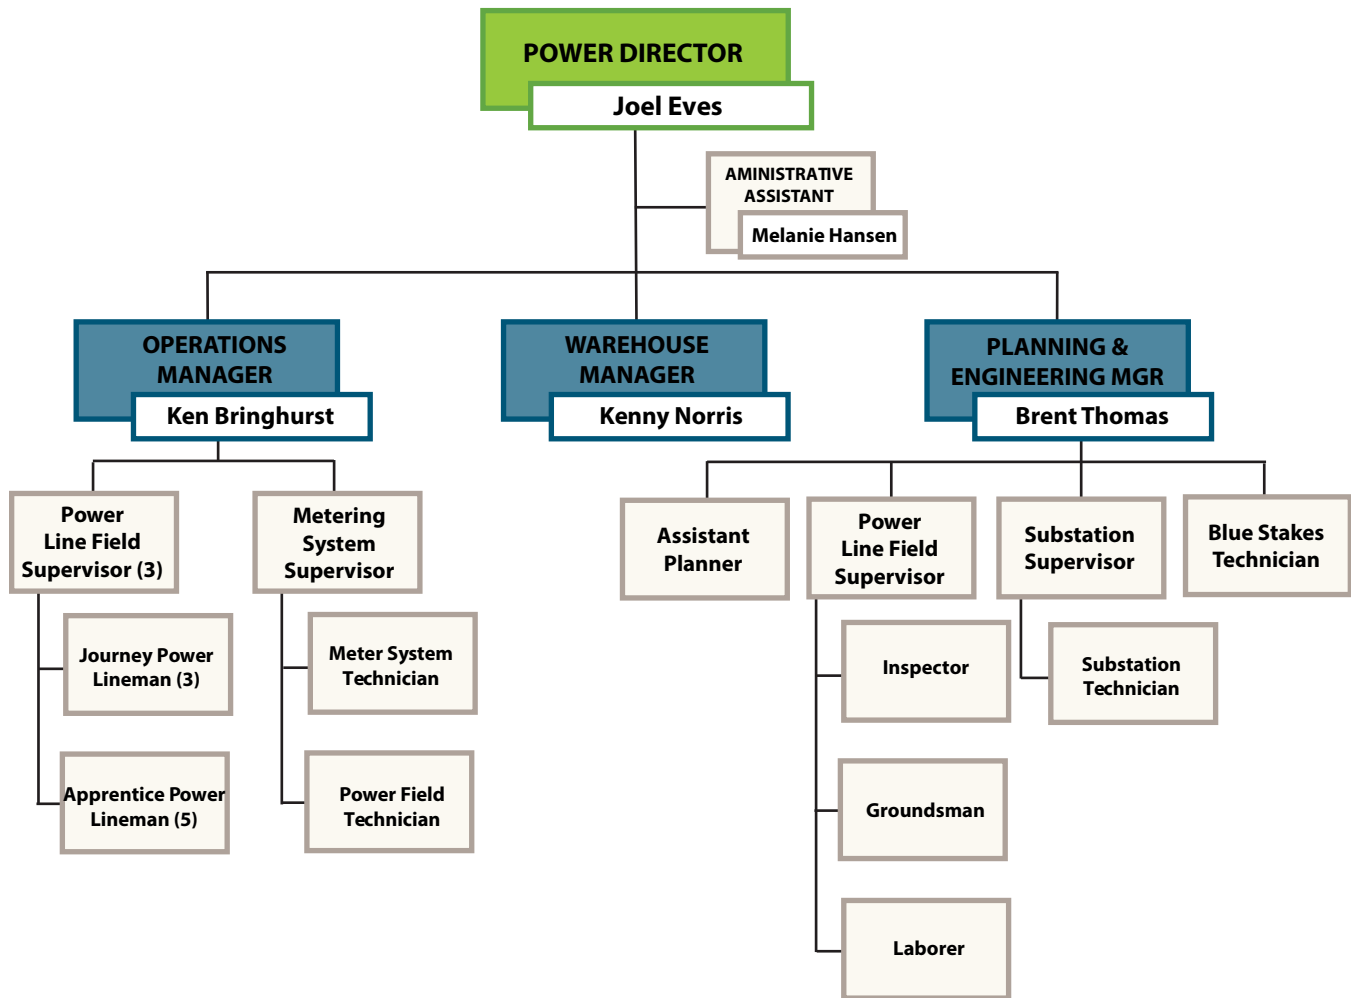 POWER DIRECTOR
Joel Eves
AMINISTRATIVE
ASSISTANT
Melanie Hansen
OPERATIONS
MANAGER
Ken Bringhurst
WAREHOUSE
MANAGER
Kenny Norris
PLANNING &
ENGINEERING MGR
Brent Thomas
Power
Line Field
Supervisor (3)
Metering
System
Supervisor
Journey Power
Lineman (3)
Meter System
Technician
Apprentice Power
Lineman (5)
Power Field
Technician
Assistant
Planner
Power
Line Field
Supervisor
Substation
Supervisor
Blue Stakes
Technician
Inspector
Substation
Technician
Groundsman
Laborer